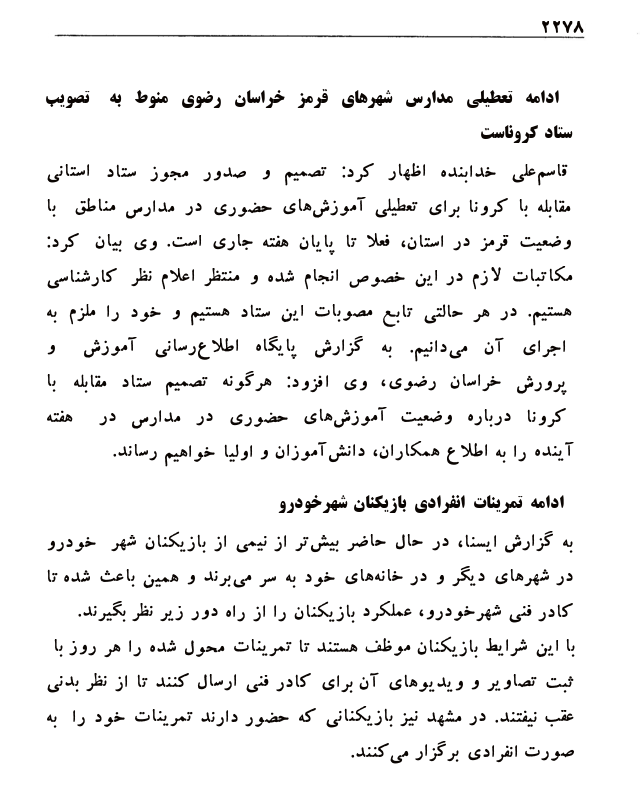 ۲۲۷۸
ادامه تعطیلی مدارس شهرهای قرمز خراسان رضوی منوط به تصویب
ستاد کروناست
قاسم‌علی خدابنده اظهار کرد: تصمیم و صدور مجوز ستاد استانی
مقابله با کرونا برای تعطیلی آموزش‌های حضوری در مدارس مناطق با
وضعیت قرمز در استان، فعلا تا پایان هفته جاری است. وی بیان کرد:
مکاتبات لازم در این خصوص انجام شده و منتظر اعلام نظر کارشناسی
هستیم. در هر حالتی تابع مصوبات این ستاد هستیم و خود را ملزم به
اجرای آن می‌دانیم. به گزارش پایگاه اطلاع‌رسانی آموزش و
پرورش خراسان رضوی، وی افزود: هرگونه تصمیم ستاد مقابله با
کرونا درباره وضعیت آموزش‌های حضوری در مدارس در هفته
آینده را به اطلاع همکاران، دانش‌آموزان و اولیا خواهیم رساند.
ادامه تمرینات انفرادی بازیکنان شهرخودرو
به گزارش ایسنا، در حال حاضر بیش‌تر از نیمی از بازیکنان شهر خودرو
در شهرهای دیگر و در خانه‌های خود به سر می‌برند و همین باعث شده تا
کادر فنی شهرخودرو، عملکرد بازیکنان را از راه دور زیر نظر بگیرند.
با این شرایط بازیکنان موظف هستند تا تمرینات محول شده را هر روز با
ثبت تصاویر و ویدیوهای آن برای کادر فنی ارسال کنند تا از نظر بدنی
عقب نیفتند. در مشهد نیز بازیکنانی که حضور دارند تمرینات خود را به
صورت انفرادی برگزار می‌کنند.